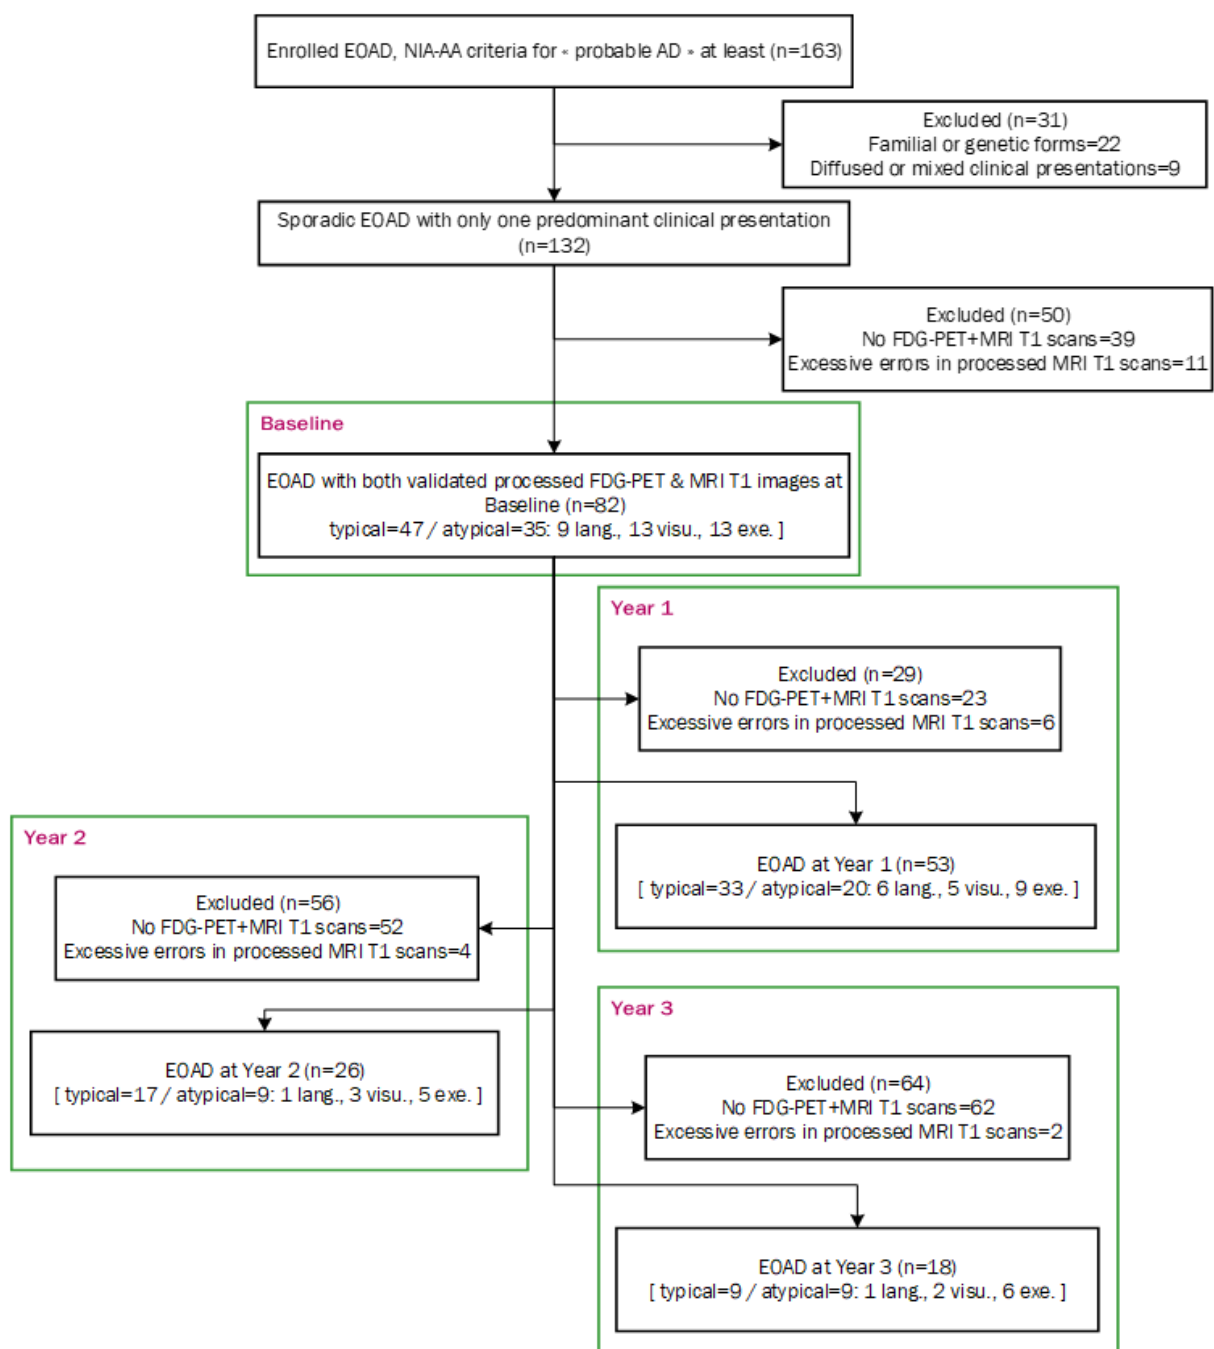 Enrolled EOAD, NIA-AA criteria for « probable AD » at least (n=163)
Excluded (n=31)
Familial or genetic forms=22
Diffused or mixed clinical presentations=9
Sporadic EOAD with only one predominant clinical presentation
(n=132)
Excluded (n=50)
No FDG-PET+MRI T1 scans=39
Excessive errors in processed MRI T1 scans=11
Baseline
EOAD with both validated processed FDG-PET & MRI T1 images at
Baseline (n=82)
typical=47 / atypical=35: 9 lang., 13 visu., 13 exe. ]
Year 1
Excluded (n=29)
No FDG-PET+MRI T1 scans=23
Excessive errors in processed MRI T1 scans=6
EOAD at Year 1 (n=53)
[ typical=33 / atypical=20: 6 lang., 5 visu., 9 exe. ]
Year 2
Excluded (n=56)
No FDG-PET+MRI T1 scans=52
Excessive errors in processed MRI T1 scans=4
EOAD at Year 2 (n=26)
[ typical=17 / atypical=9: 1 lang., 3 visu., 5 exe. ]
Year 3
Excluded (n=64)
No FDG-PET+MRI T1 scans=62
Excessive errors in processed MRI T1 scans=2
EOAD at Year 3 (n=18)
[ typical=9 / atypical=9: 1 lang., 2 visu., 6 exe. ]